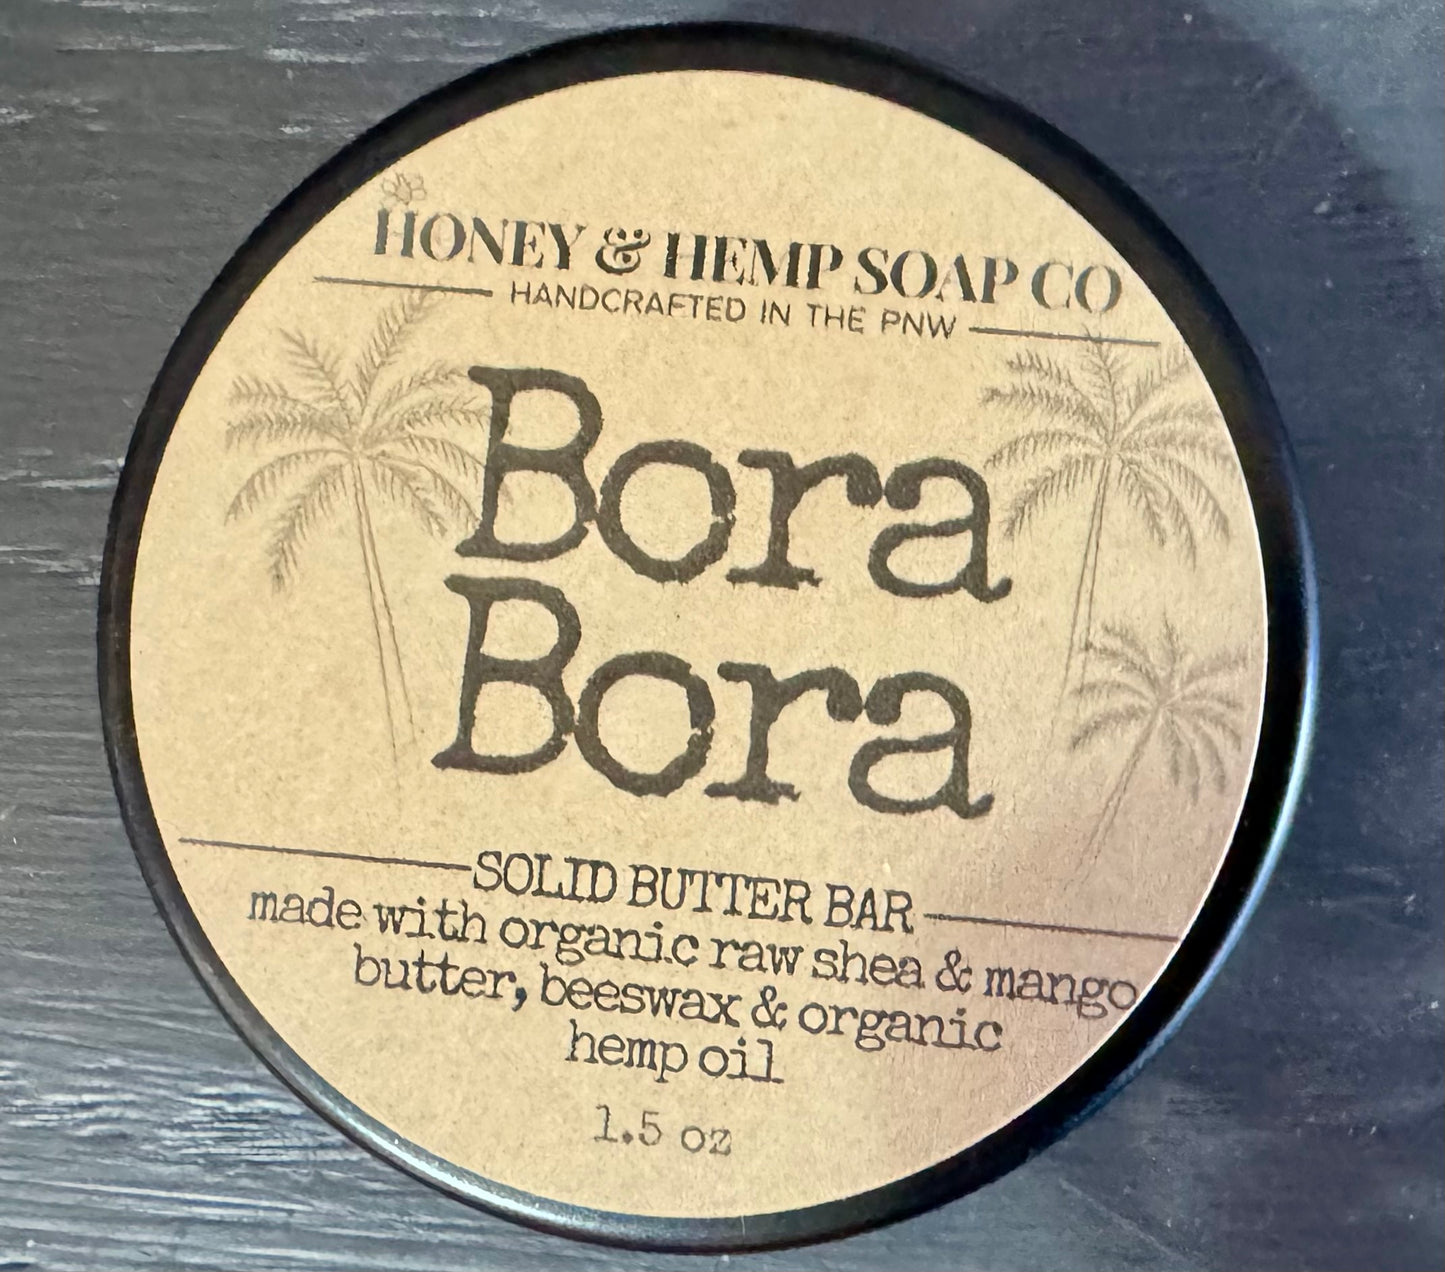 HONEY & HEMP SOAP CO
HANDCRAFTED IN THE PNW
Bora
Bora
SOLID BUTTER BAR
made with organic raw shea & mango
butter, beeswax & organic
hemp oil
1.5 oz